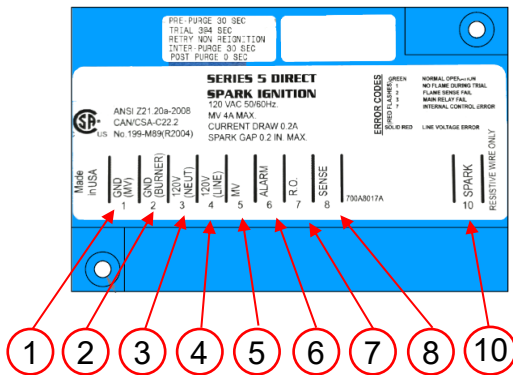 PRE-PURGE 30 SEC
TRIAL 394 SEC
RETRY NON REIGNITION
INTER-PURGE 30 SEC
POST PURGE 0 SEC
SERIES 5 DIRECT
SPARK IGNITION
120 VAC 50/60Hz.
MV 4A MAX.
CURRENT DRAW 0.2A
SPARK GAP 0.2 IN. MAX.
SA
US
ANSI Z21.20a-2008
CAN/CSA-C22.2
No.199-M89(R2004)
ERROR CODES
RED FLASHES
GREEN NORMAL OPERATION
1 NO FLAME DURING TRIAL
2 FLAME SENSE FAIL
3 MAIN RELAY FAIL
7 INTERNAL CONTROL ERROR
SOLID RED LINE VOLTAGE ERROR
Made
in USA
GND
(MV)
1
GND
(BURNER)
2
120V
(NEUT)
3
120V
(LINE)
4
MV
5
ALARM
6
R.O.
7
SENSE
8
700A8017A
SPARK
10
RESISTIVE WIRE ONLY
1 2 3 4 5 6 7 8 10